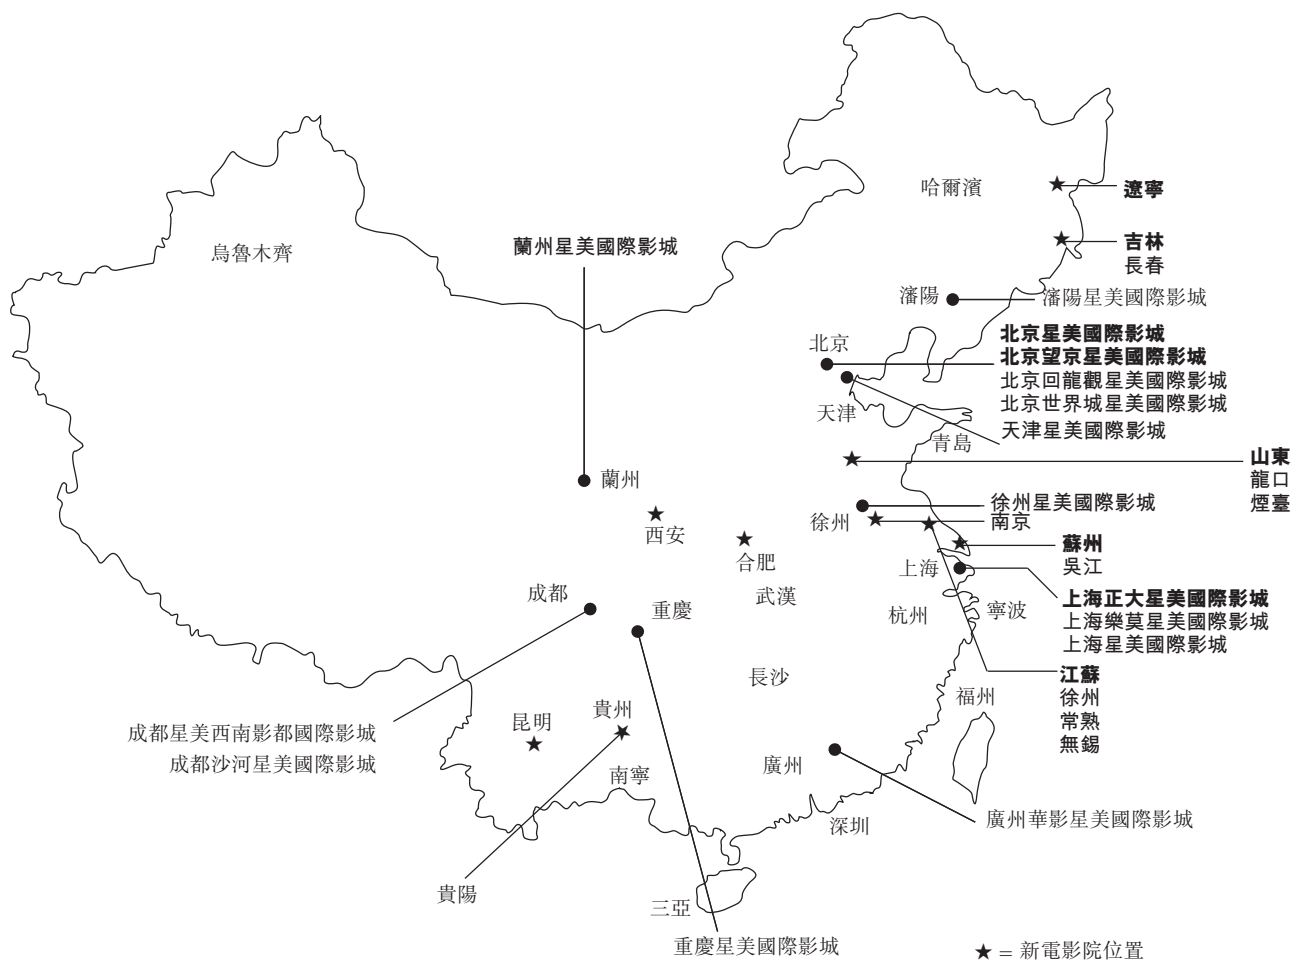 哈爾濱
遼寧
烏魯木齊
蘭州星美國際影城
吉林
長春
瀋陽
瀋陽星美國際影城
北京
北京星美國際影城
北京望京星美國際影城
北京回龍觀星美國際影城
北京世界城星美國際影城
天津
天津星美國際影城
青島
山東
龍口
煙臺
蘭州
徐州星美國際影城
徐州
南京
西安
合肥
蘇州
吳江
上海
成都
重慶
武漢
杭州
寧波
上海正大星美國際影城
上海樂莫星美國際影城
上海星美國際影城
長沙
江蘇
徐州
常熟
無錫
福州
貴州
昆明
成都星美西南影都國際影城
成都沙河星美國際影城
南寧
廣州
深圳
廣州華影星美國際影城
貴陽
三亞
重慶星美國際影城
★ = 新電影院位置